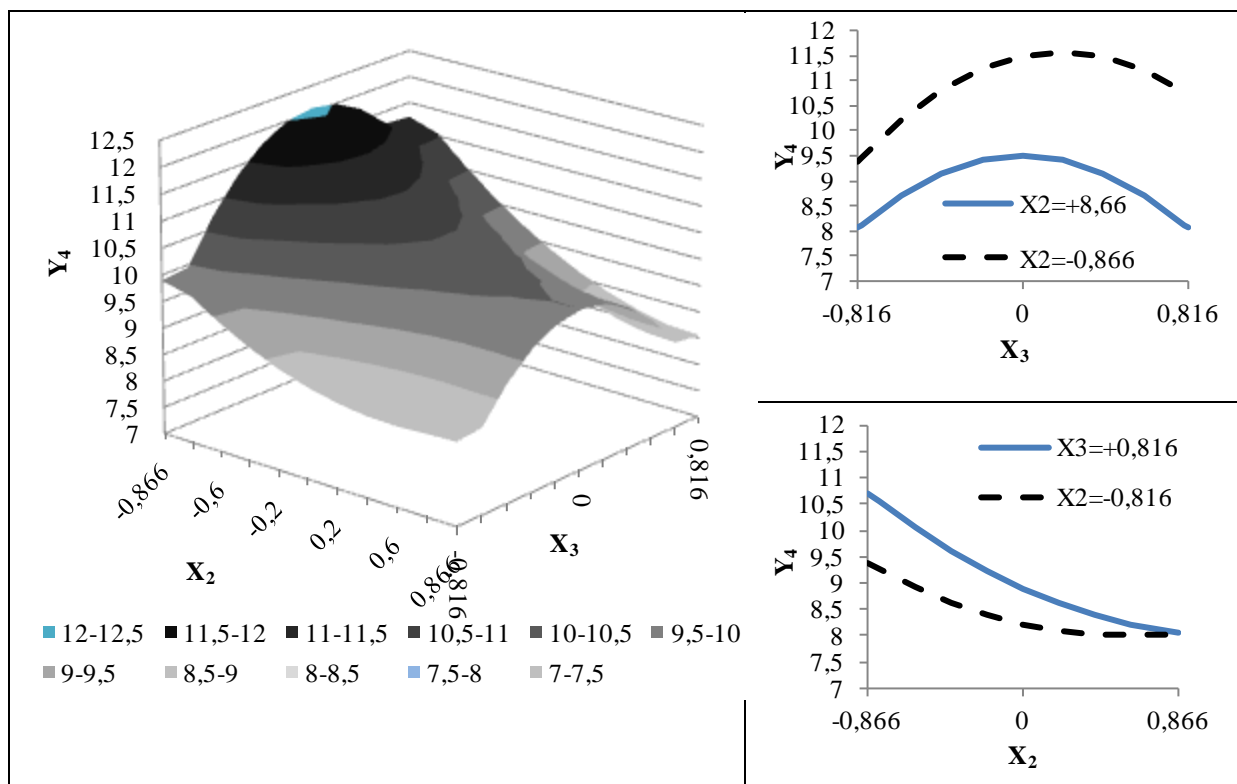 12,5
12
11,5
11
10,5
10
9,5
9
8,5
8
7,5
7
Y4
-0,866
-0,6
-0,2
0,2
0,6
0,866
X2
-0,816
0
0,816
X3
12-12,5 11,5-12 11-11,5 10,5-11 10-10,5 9,5-10
9-9,5 8,5-9 8-8,5 7,5-8 7-7,5
12
11,5
11
10,5
10
9,5
9
8,5
8
7,5
7
Y4
X2=+8,66
X2=-0,866
-0,816 0 0,816
X3
12
11,5
11
10,5
10
9,5
9
8,5
8
7,5
7
Y4
X3=+0,816
X2=-0,816
-0,866 0 0,866
X2